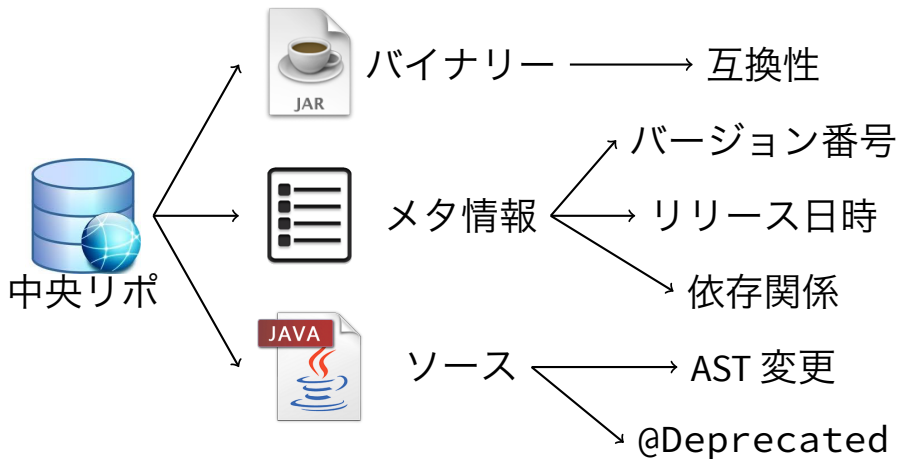 中央リポ
JAR
バイナリー
互換性
メタ情報
バージョン番号
リリース日時
依存関係
JAVA
ソース
AST 変更
@Deprecated